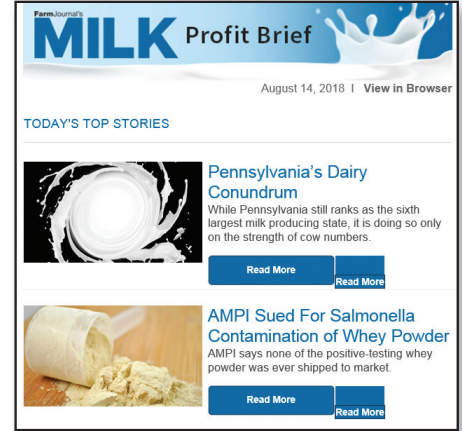 FarmJournal's
MILK Profit Brief
August 14, 2018 | View in Browser
TODAY'S TOP STORIES
Pennsylvania's Dairy
Conundrum
While Pennsylvania still ranks as the sixth
largest milk producing state, it is doing so only
on the strength of cow numbers.
Read More
Read More
AMPI Sued For Salmonella
Contamination of Whey Powder
AMPI says none of the positive-testing whey
powder was ever shipped to market.
Read More
Read More